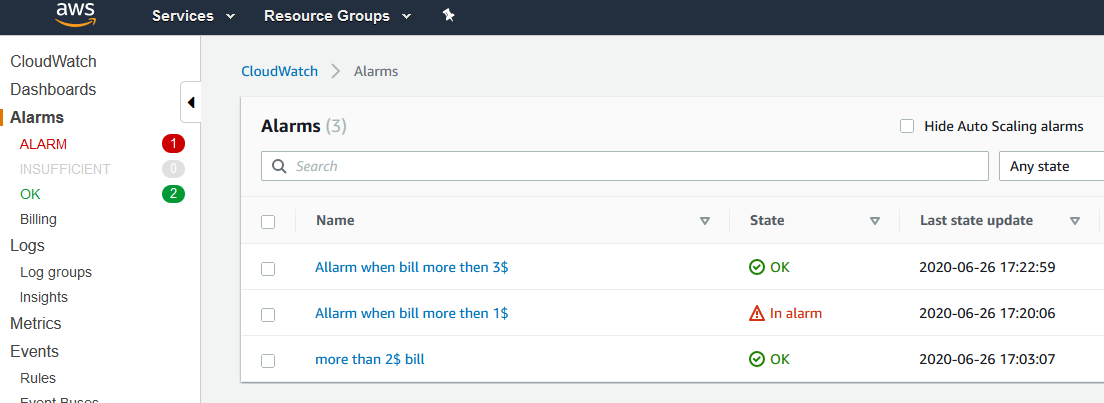 aws Services Resource Groups
CloudWatch
Dashboards
Alarms
ALARM 1
INSUFFICIENT 0
OK 2
Billing
Logs
Log groups
Insights
Metrics
Events
Rules
Event Buses
CloudWatch > Alarms
Alarms (3) Hide Auto Scaling alarms
Search Any state
Name State Last state update
Allarm when bill more then 3$ OK 2020-06-26 17:22:59
Allarm when bill more then 1$ In alarm 2020-06-26 17:20:06
more than 2$ bill OK 2020-06-26 17:03:07